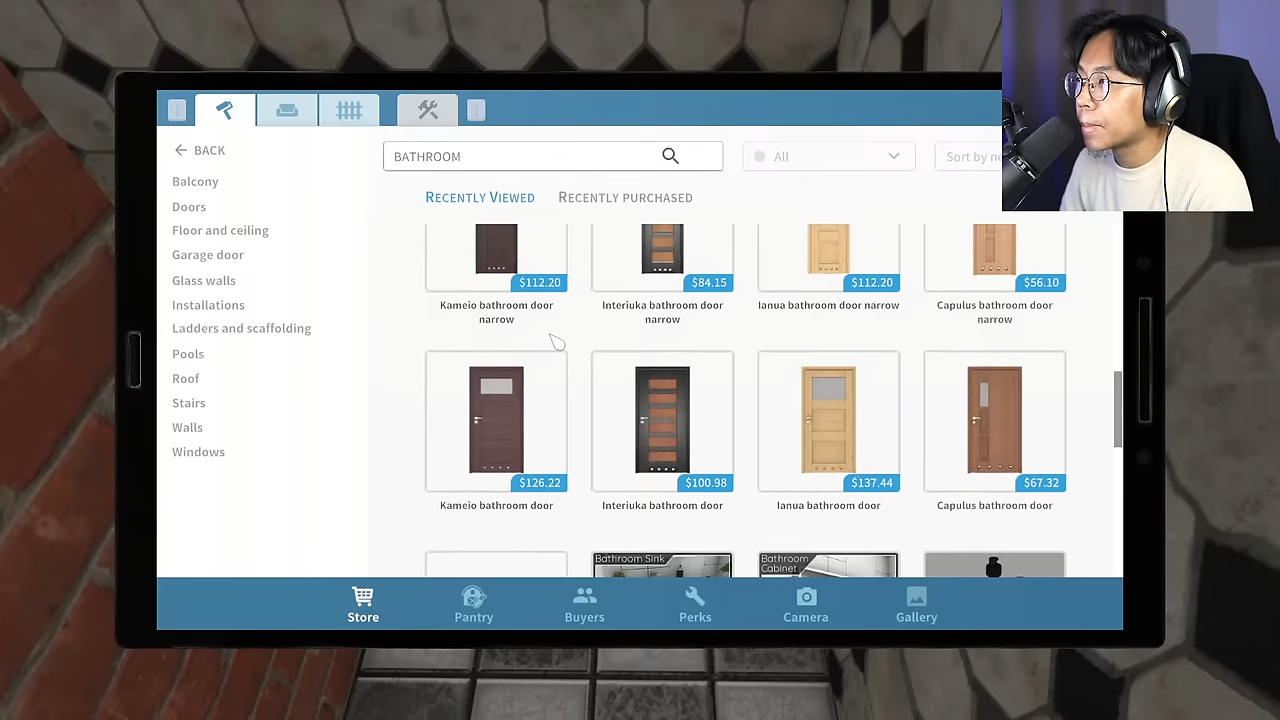 BACK
BATHROOM
All
Sort by ne
Balcony
Doors
Floor and ceiling
Garage door
Glass walls
Installations
Ladders and scaffolding
Pools
Roof
Stairs
Walls
Windows
RECENTLY VIEWED
RECENTLY PURCHASED
$112.20
$84.15
$112.20
$56.10
Kameio bathroom door
narrow
Interiuka bathroom door
narrow
Ianua bathroom door narrow
Capulus bathroom door
narrow
$126.22
$100.98
$137.44
$67.32
Kameio bathroom door
Interiuka bathroom door
Ianua bathroom door
Capulus bathroom door
Bathroom Sink
Bathroom
Cabinet
Store
Pantry
Buyers
Perks
Camera
Gallery